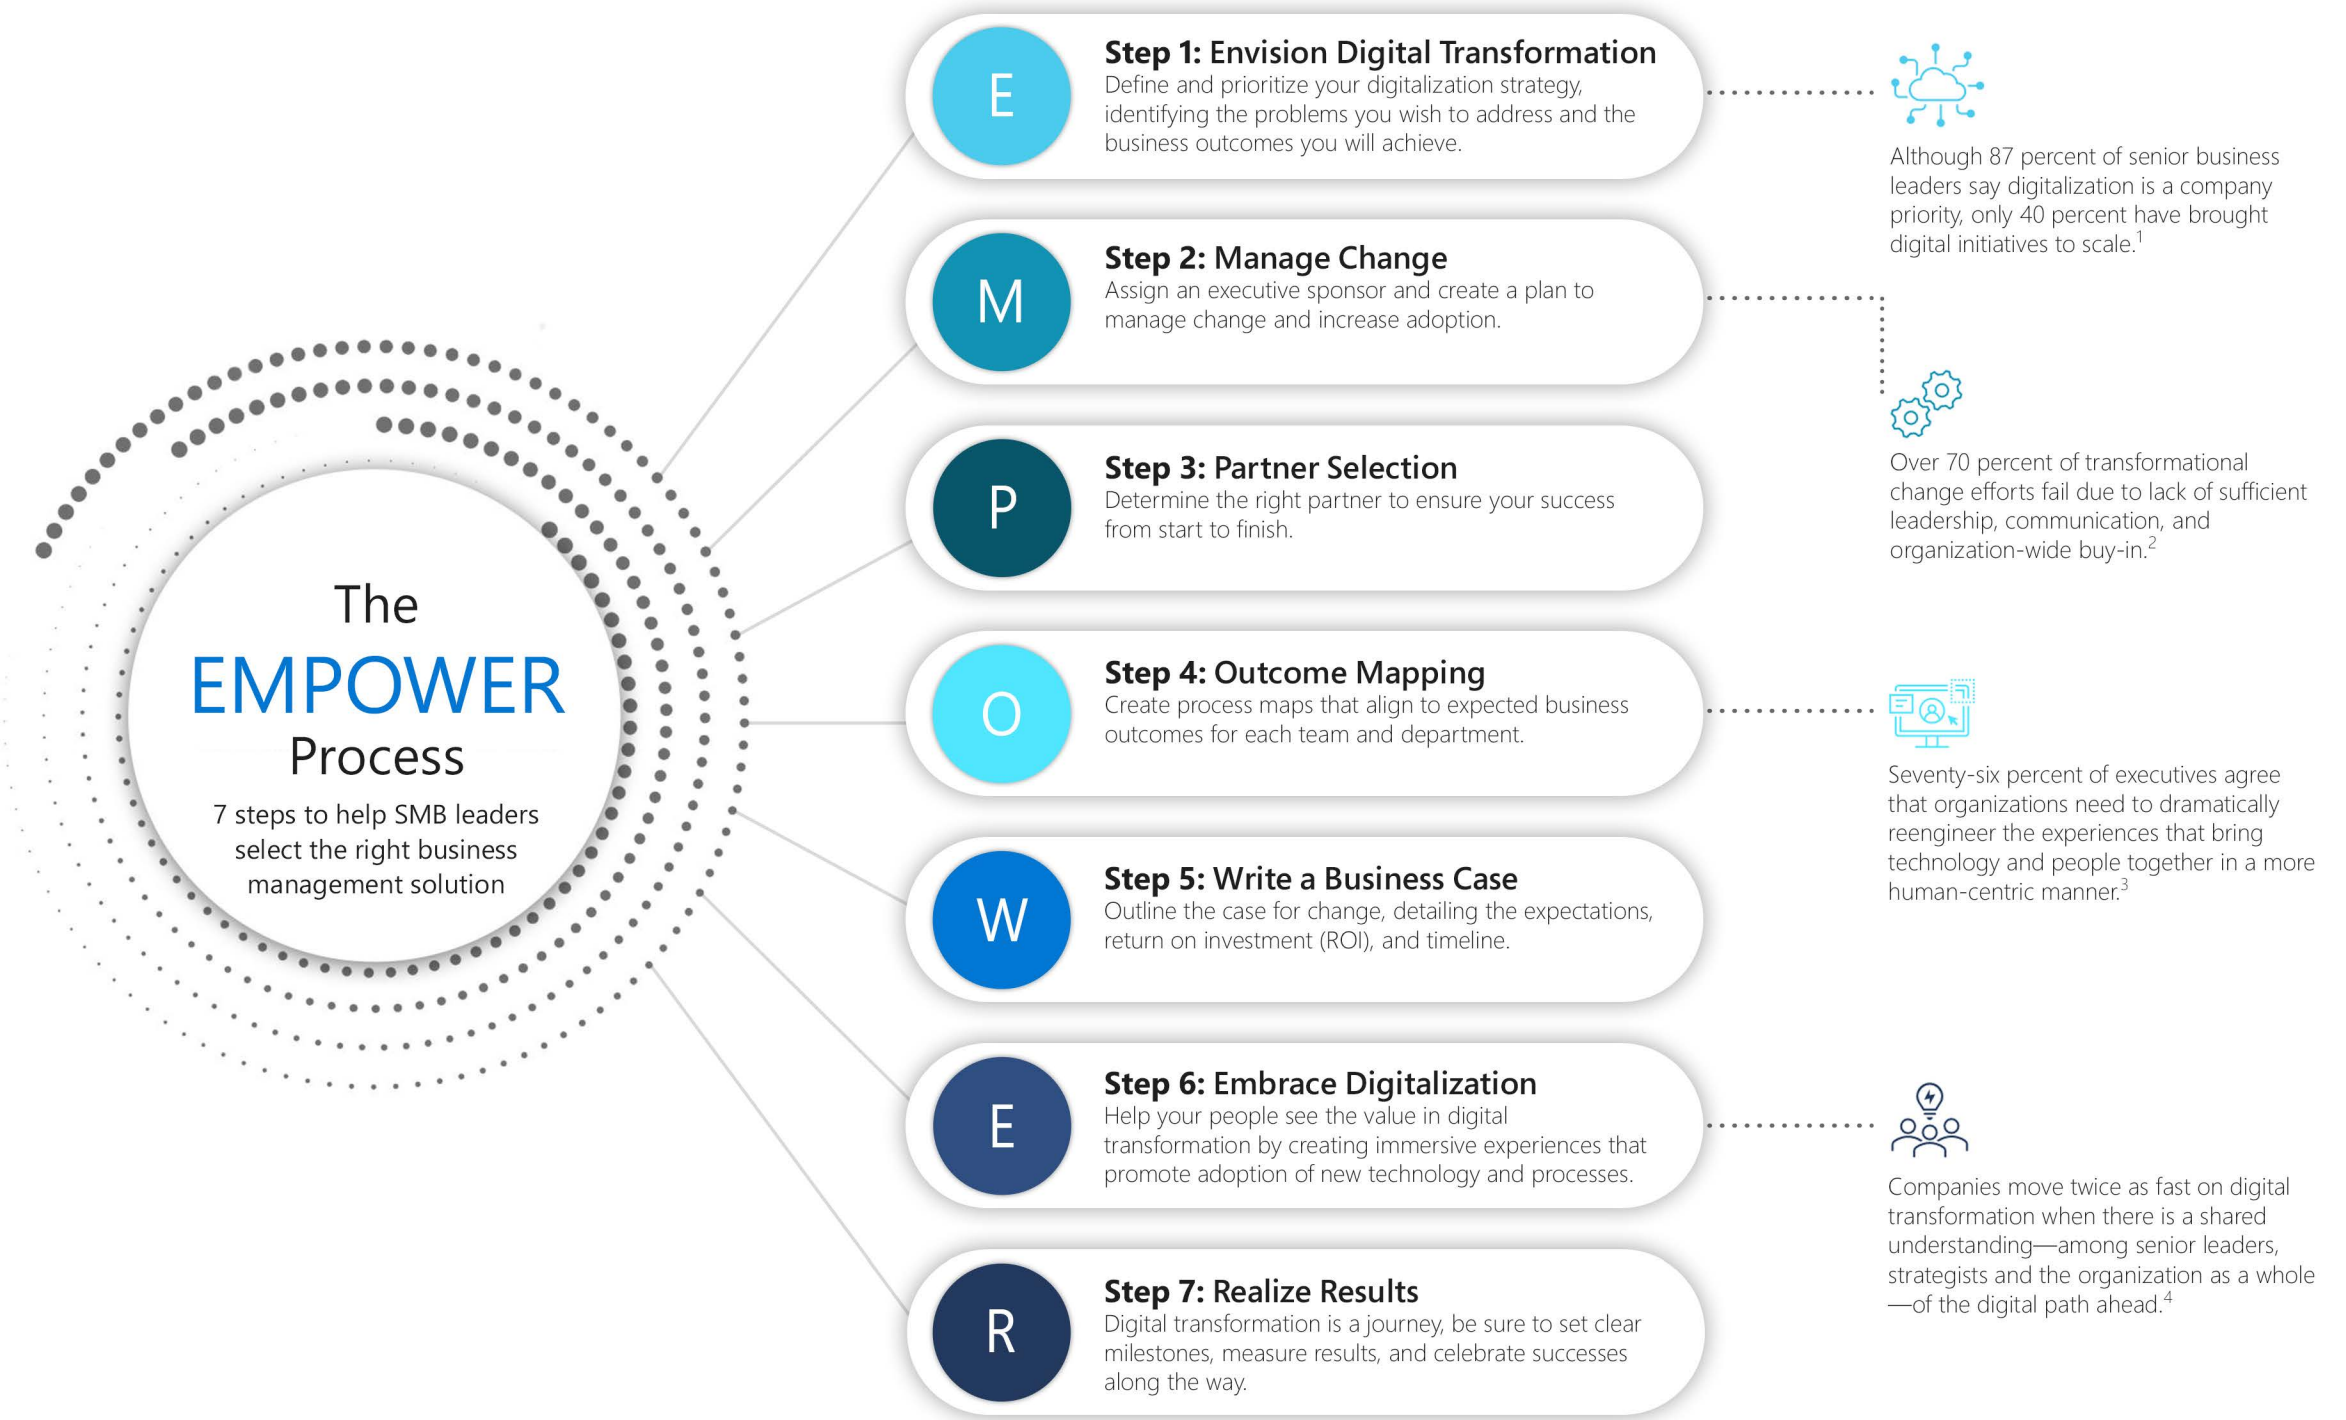 The
EMPOWER
Process
7 steps to help SMB leaders
select the right business
management solution
E
Step 1: Envision Digital Transformation
Define and prioritize your digitalization strategy,
identifying the problems you wish to address and the
business outcomes you will achieve.
Although 87 percent of senior business
leaders say digitalization is a company
priority, only 40 percent have brought
digital initiatives to scale.1
M
Step 2: Manage Change
Assign an executive sponsor and create a plan to
manage change and increase adoption.
Over 70 percent of transformational
change efforts fail due to lack of sufficient
leadership, communication, and
organization-wide buy-in.2
P
Step 3: Partner Selection
Determine the right partner to ensure your success
from start to finish.
O
Step 4: Outcome Mapping
Create process maps that align to expected business
outcomes for each team and department.
Seventy-six percent of executives agree
that organizations need to dramatically
reengineer the experiences that bring
technology and people together in a more
human-centric manner.3
W
Step 5: Write a Business Case
Outline the case for change, detailing the expectations,
return on investment (ROI), and timeline.
E
Step 6: Embrace Digitalization
Help your people see the value in digital
transformation by creating immersive experiences that
promote adoption of new technology and processes.
Companies move twice as fast on digital
transformation when there is a shared
understanding—among senior leaders,
strategists and the organization as a whole
—of the digital path ahead.4
R
Step 7: Realize Results
Digital transformation is a journey, be sure to set clear
milestones, measure results, and celebrate successes
along the way.